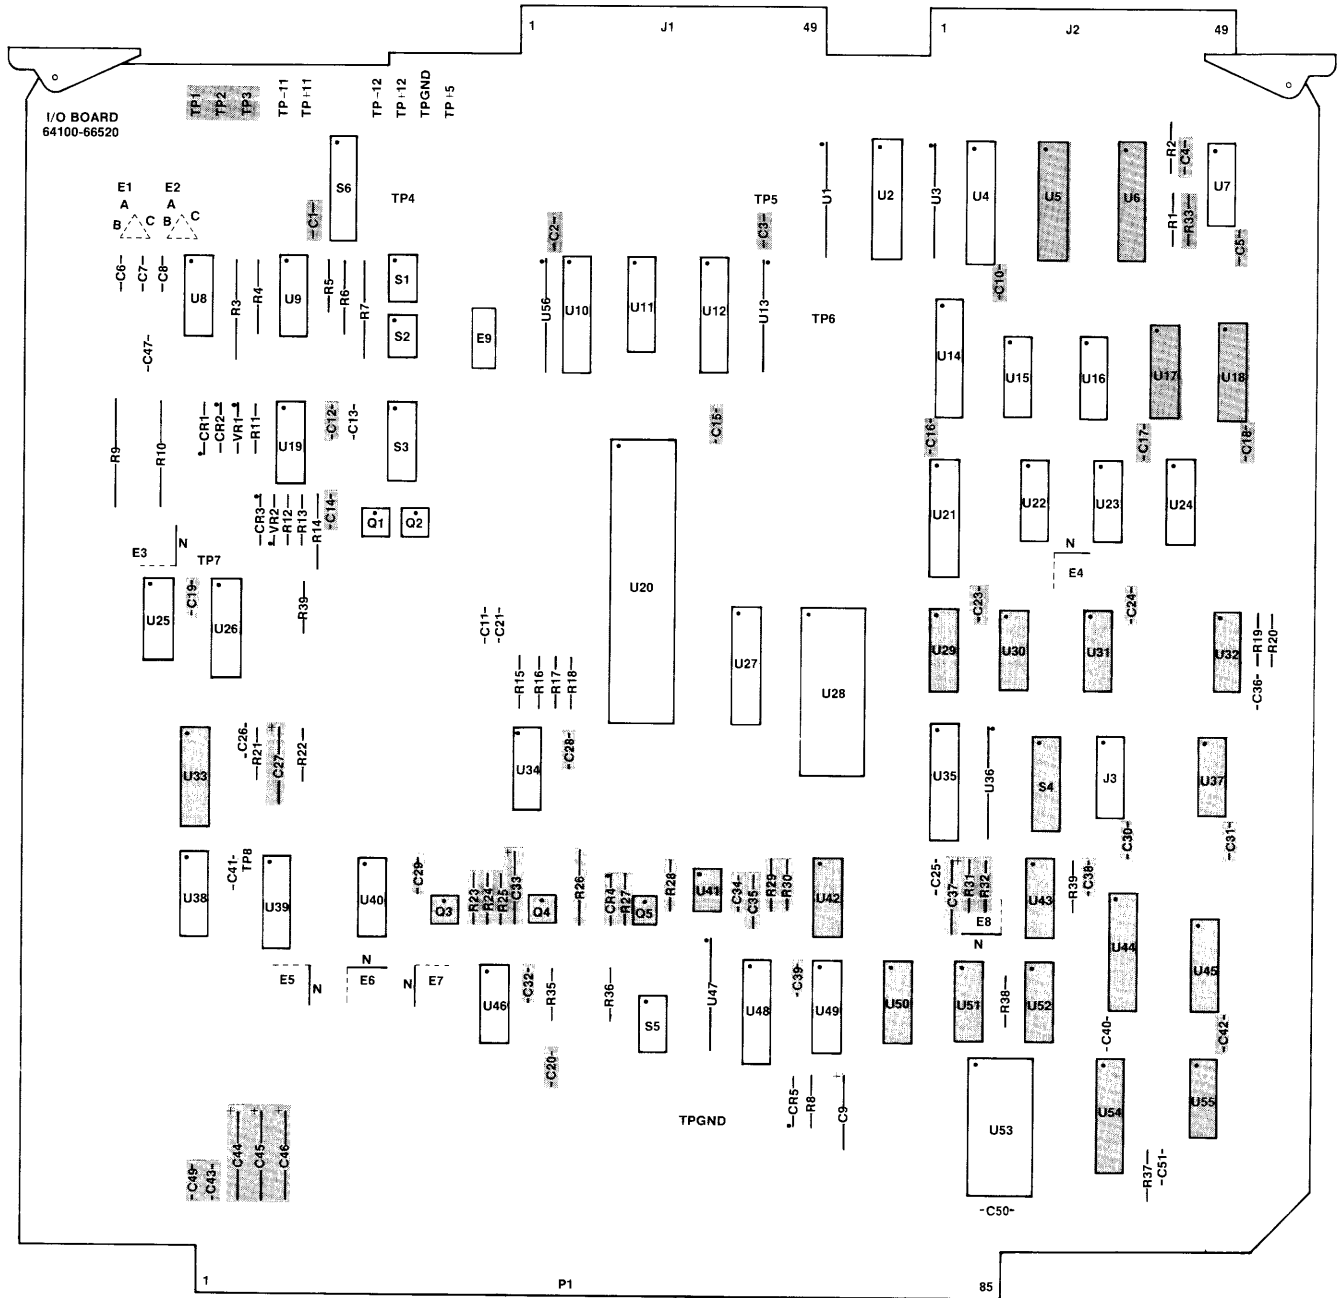 1 J1 49
1 J2 49
TP1 TP2 TP3 TP-11 TP+11 TP-12 TP+12 TPGND TP+5
I/O BOARD
64100-66520
S6 TP4 TP5 U1 U2 U3 U4 U5 U6 R2 -C4- U7
E1 E2
A A
B C B C
-C1- -C2- -C3- R1 R33 -C5-
-C6- -C7- -C8- U8 R3 R4 U9 R5 R6 R7 S1 -C10-
S2 E9 U56 U10 U11 U12 U13 TP6 U14 U15 U16 U17 U18
-C47-
R9 R10 CR1 CR2 VR1 R11 U19 -C12- -C13- S3 -C15- -C16- -C17- -C18-
CR3 VR2 R12 R13 R14 -C14- Q1 Q2 U21 U22 U23 U24
E3 N TP7 N E4
U25 -C19- U26 R39 U20 -C11- -C21- -C23- -C24-
U27 U28 U29 U30 U31 U32 R19 R20
R15 R16 R17 R18 -C36-
U33 -C26- R21 + C27 R22 U34 -C28- U35 U36 S4 J3 U37
-C30- -C31-
U38 -C41- TP8 U39 U40 -C29- Q3 R23 R24 R25 + C33 Q4 R26 CR4 R27 Q5 R28 U41 -C34- C35 R29 R30 U42 -C25- + C37 R31 R32 U43 R39 -C38- U44 U45
E8
N
E5 N N E6 N E7 U46 -C32- R35 R36 S5 U47 U48 -C39- U49 U50 U51 R38 U52 -C40- -C42-
-C20-
TPGND CR5 R8 + C9 U53 U54 U55
-C49- -C43- + C44 + C45 + C46 R37 -C51-
-C50-
1 P1 85